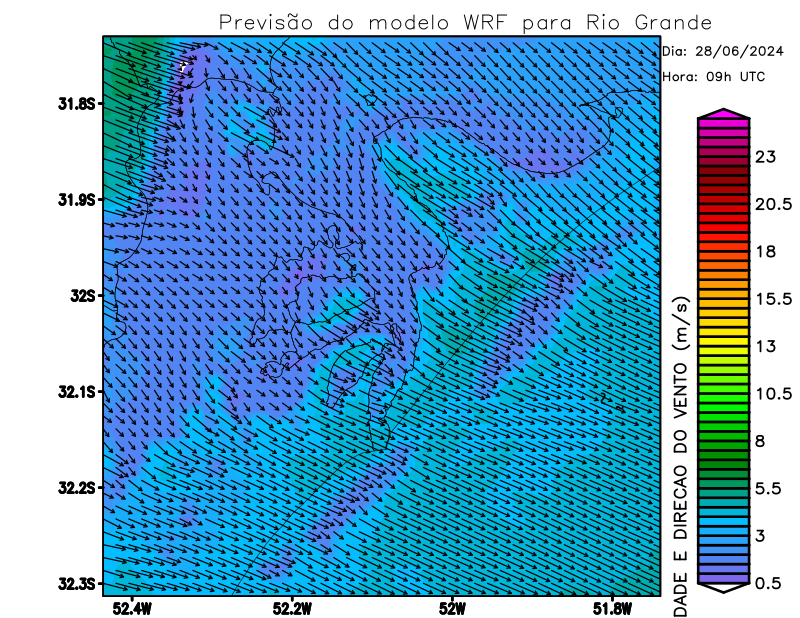 Previsão do modelo WRF para Rio Grande
Dia: 28/06/2024
Hora: 09h UTC
31.8S
31.9S
32S
32.1S
32.2S
32.3S
52.4W
52.2W
52W
51.8W
23
20.5
18
15.5
13
10.5
8
5.5
3
0.5
DADE E DIRECAO DO VENTO (m/s)